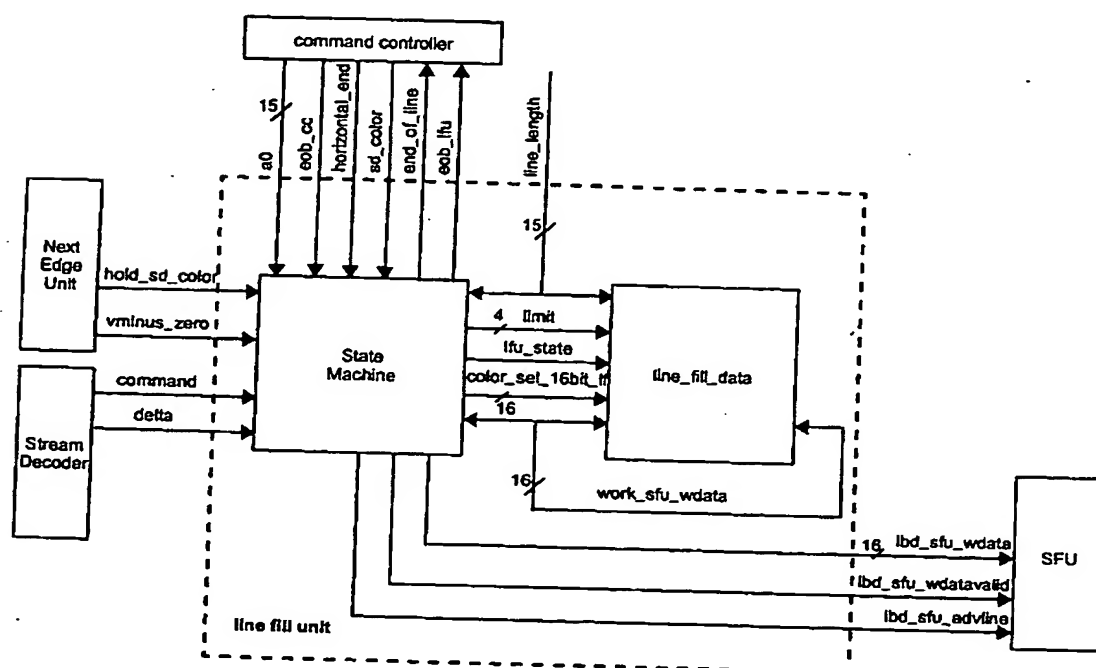 command controller
15
a0
eob_cc
horizontal_end
sd_color
end_of_line
eob_lfu
line_length
15
Next
Edge
Unit
hold_sd_color
vminus_zero
Stream
Decoder
command
delta
State
Machine
4
limit
lfu_state
color_sel_16bit_lf
16
line_fill_data
16
work_sfu_wdata
16
lbd_sfu_wdata
lbd_sfu_wdatavalid
lbd_sfu_advline
SFU
line fill unit